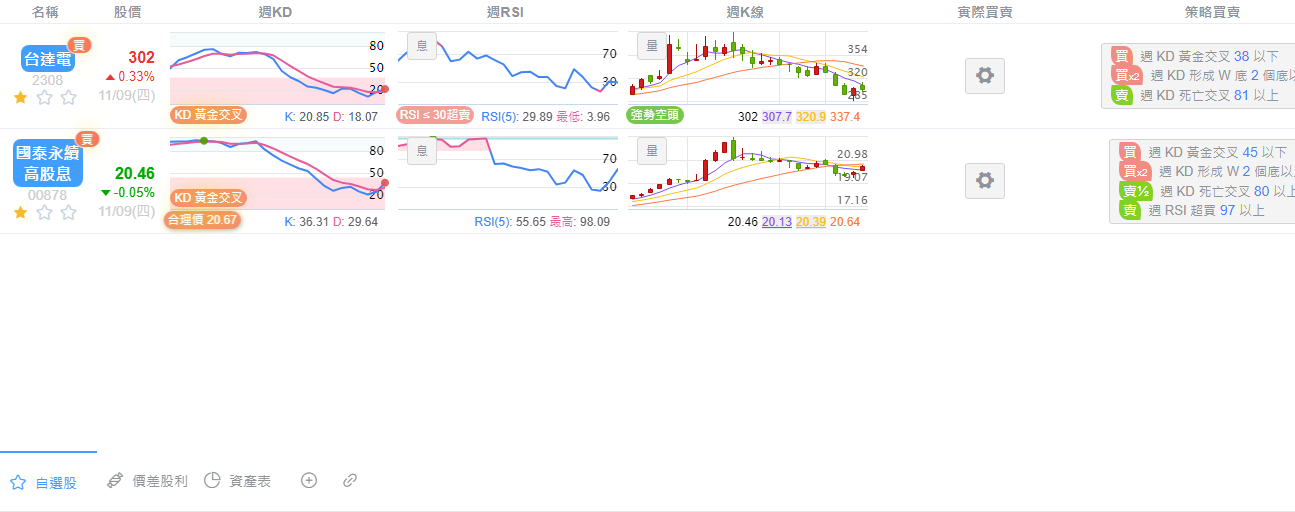 名稱 股價 週KD 週RSI 週K線 實際買賣 策略買賣
台達電 買
2308
302
▲ 0.33%
11/09(四)
80
50
20
KD 黃金交叉
K: 20.85 D: 18.07
息
70
30
RSI ≤ 30超賣
RSI(5): 29.89 最低: 3.96
量
354
320
285
強勢空頭
302 307.7 320.9 337.4
買 週 KD 黃金交叉 38 以下
買x2 週 KD 形成 W 底 2 個底以
賣 週 KD 死亡交叉 81 以上
國泰永續 買
高股息
00878
20.46
▼ -0.05%
11/09(四)
80
50
20
KD 黃金交叉
合理價 20.67
K: 36.31 D: 29.64
息
70
30
RSI(5): 55.65 最高: 98.09
量
20.98
19.07
17.16
20.46 20.13 20.39 20.64
買 週 KD 黃金交叉 45 以下
買x2 週 KD 形成 W 2 個底以
賣½ 週 KD 死亡交叉 80 以上
賣 週 RSI 超買 97 以上
自選股 價差股利 資產表